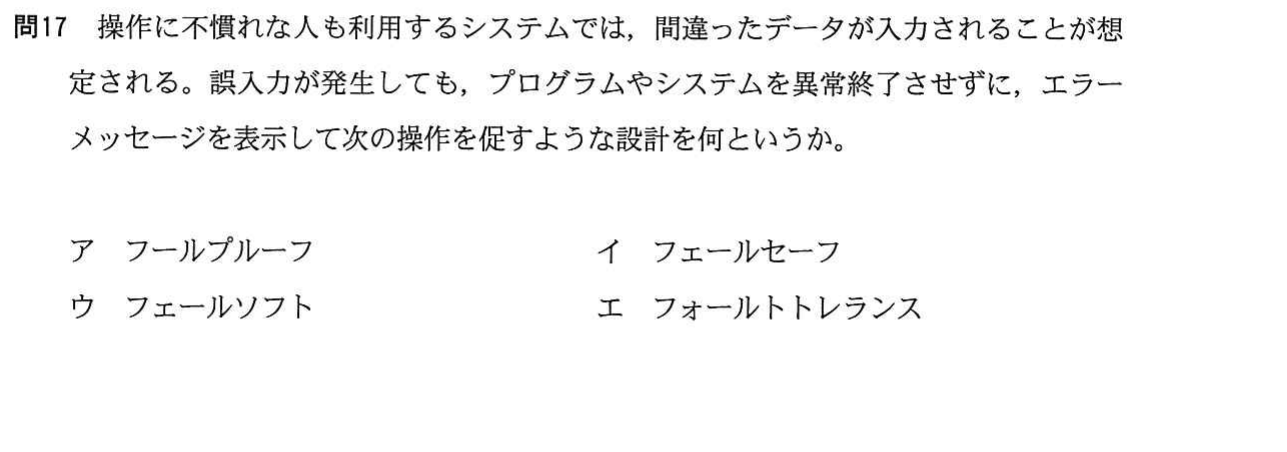 問17 操作に不慣れな人も利用するシステムでは，間違ったデータが入力されることが想
定される。誤入力が発生しても，プログラムやシステムを異常終了させずに，エラー
メッセージを表示して次の操作を促すような設計を何というか。
ア フールプルーフ イ フェールセーフ
ウ フェールソフト エ フォールトトレランス